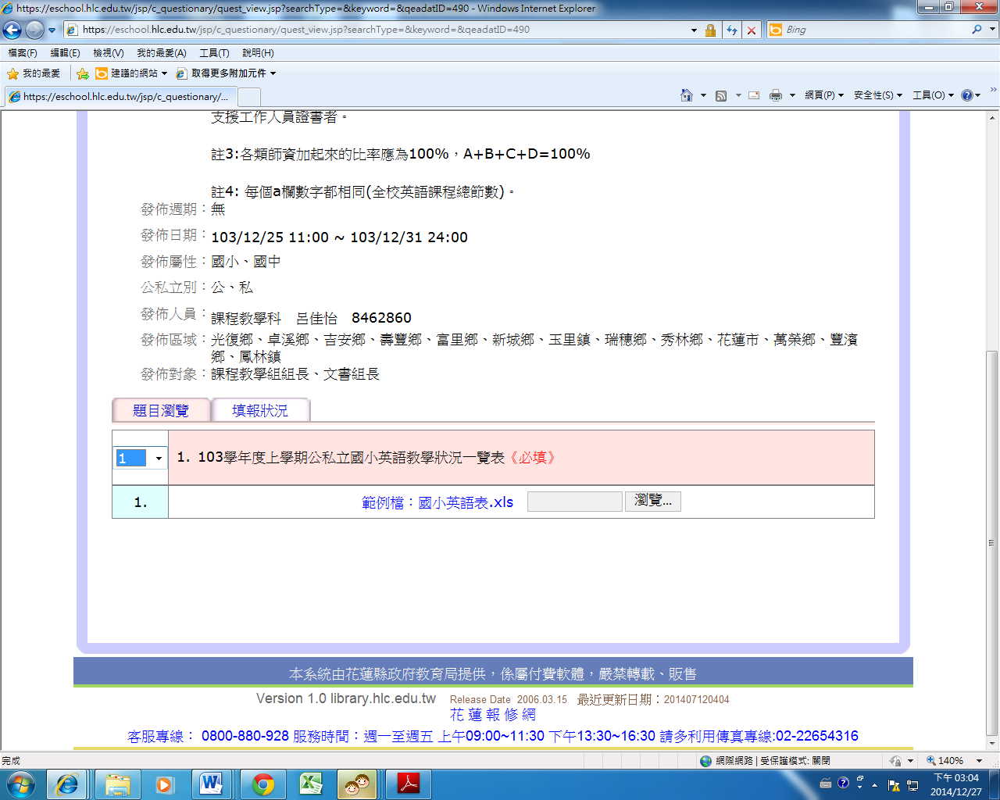 https://eschool.hlc.edu.tw/jsp/c_questionary/quest_view.jsp?searchType=&keyword=&qeadatID=490 - Windows Internet Explorer
https://eschool.hlc.edu.tw/jsp/c_questionary/quest_view.jsp?searchType=&keyword=&qeadatID=490
Bing
檔案(F) 編輯(E) 檢視(V) 我的最愛(A) 工具(T) 說明(H)
我的最愛 建議的網站 取得更多附加元件
https://eschool.hlc.edu.tw/jsp/c_questionary/...
網頁(P) 安全性(S) 工具(O)
支援工作人員證書者。
註3:各類師資加起來的比率應為100%，A+B+C+D=100%
註4: 每個a欄數字都相同(全校英語課程總節數)。
發佈週期：無
發佈日期：103/12/25 11:00 ~ 103/12/31 24:00
發佈屬性：國小、國中
公私立別：公、私
發佈人員：課程教學科 呂佳怡 8462860
發佈區域：光復鄉、卓溪鄉、吉安鄉、壽豐鄉、富里鄉、新城鄉、玉里鎮、瑞穗鄉、秀林鄉、花蓮市、萬榮鄉、豐濱
鄉、鳳林鎮
發佈對象：課程教學組組長、文書組長
題目瀏覽 填報狀況
1 1. 103學年度上學期公私立國小英語教學狀況一覽表《必填》
1. 範例檔：國小英語表.xls 瀏覽...
本系統由花蓮縣政府教育局提供，係屬付費軟體，嚴禁轉載、販售
Version 1.0 library.hlc.edu.tw Release Date 2006.03.15 最近更新日期：201407120404
花 蓮 報 修 網
客服專線： 0800-880-928 服務時間：週一至週五 上午09:00~11:30 下午13:30~16:30 請多利用傳真專線:02-22654316
完成 網際網路 | 受保護模式: 關閉 140%
下午 03:04
2014/12/27